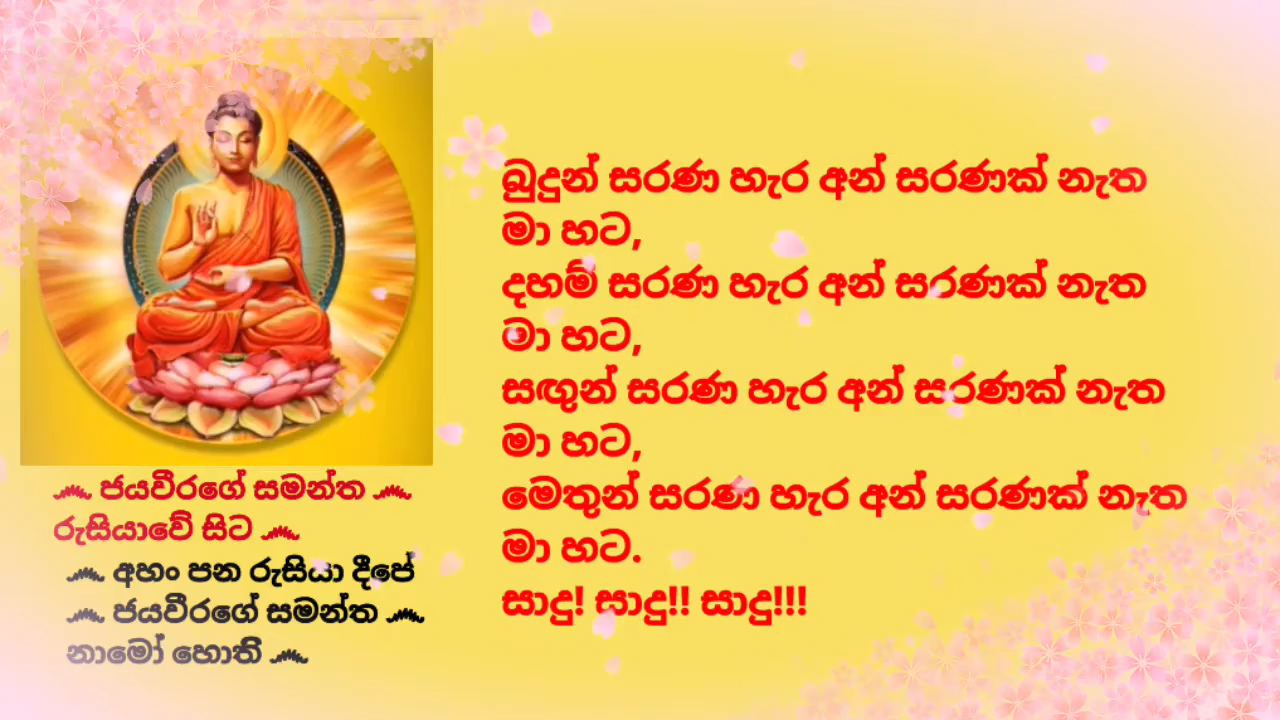 බුදුන් සරණ හැර අන් සරණක් නැත
මා හට,
දහම් සරණ හැර අන් සරණක් නැත
මා හට,
සඟුන් සරණ හැර අන් සරණක් නැත
මා හට,
මෙතුන් සරණ හැර අන් සරණක් නැත
මා හට.
සාදු! සාදු!! සාදු!!!
෴ ජයවීරගේ සමන්ත ෴
රුසියාවේ සිට ෴
෴ අහං පන රුසියා දීපේ
෴ ජයවීරගේ සමන්ත ෴
නාමෝ හොතී ෴